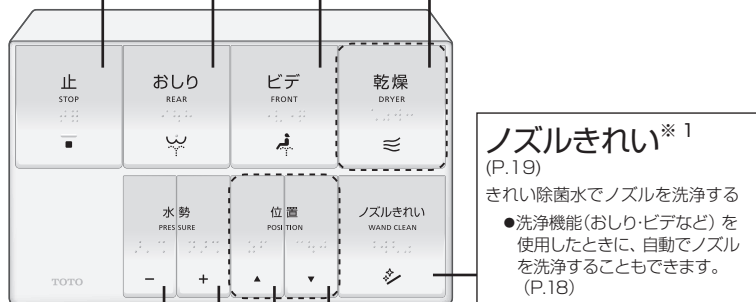 止 おしり ビデ 乾燥
STOP REAR FRONT DRYER
水勢 位置 ノズルきれい
PRESSURE POSITION WAND CLEAN
− + ▲ ▼
TOTO
ノズルきれい※1
(P.19)
きれい除菌水でノズルを洗浄する
●洗浄機能(おしり・ビデなど)を
使用したときに、自動でノズル
を洗浄することもできます。
(P.18)